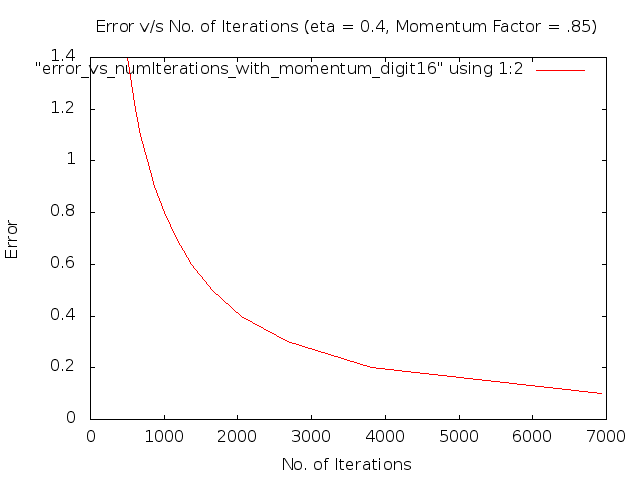 Error v/s No. of Iterations (eta = 0.4, Momentum Factor = .85)
1.4
"error_vs_numIterations_with_momentum_digit16" using 1:2
1.2
1
0.8
Error
0.6
0.4
0.2
0
0 1000 2000 3000 4000 5000 6000 7000
No. of Iterations